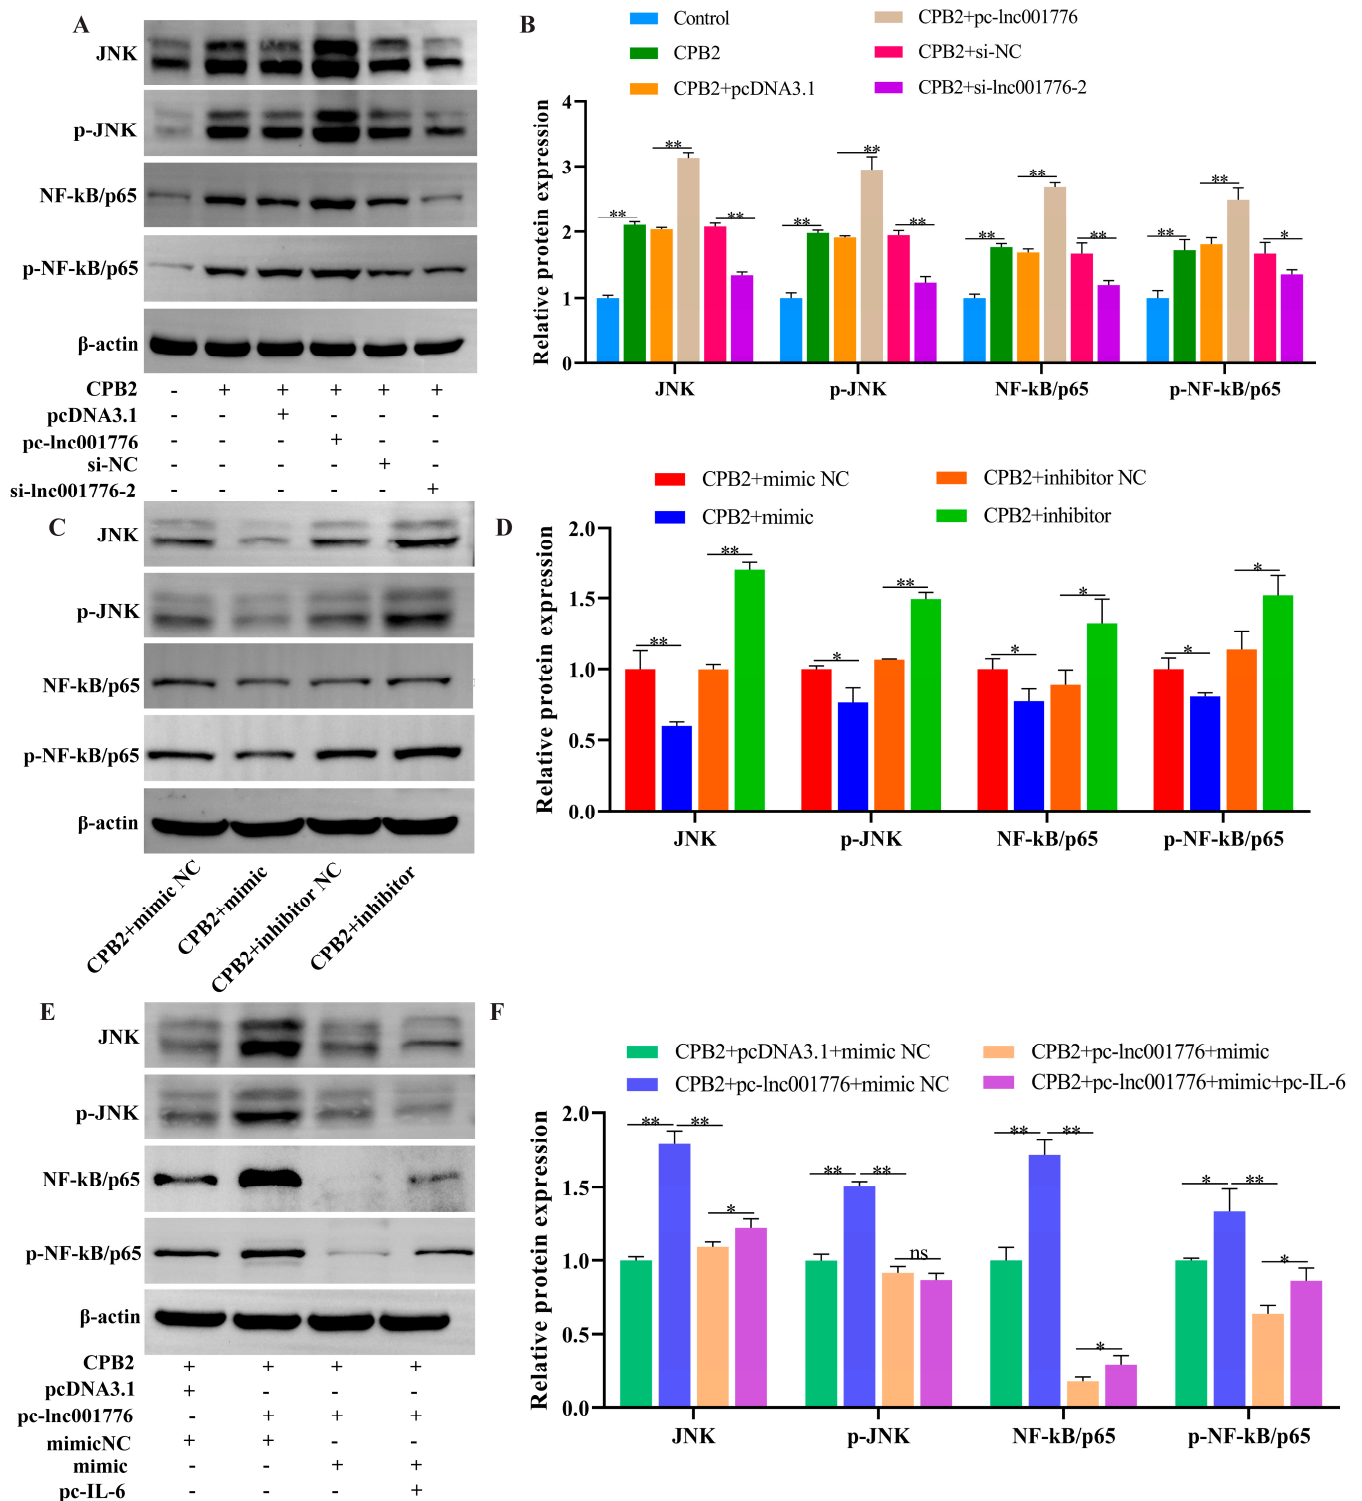 A
JNK
p-JNK
NF-kB/p65
p-NF-kB/p65
β-actin
CPB2 - + + + + +
pcDNA3.1 - - + - - -
pc-lnc001776 - - - + - -
si-NC - - - - + -
si-lnc001776-2 - - - - - +
B
Control
CPB2
CPB2+pcDNA3.1
CPB2+pc-lnc001776
CPB2+si-NC
CPB2+si-lnc001776-2
Relative protein expression
4
3
2
1
0
** ** **
** ** **
** ** **
** ** *
JNK p-JNK NF-kB/p65 p-NF-kB/p65
C
JNK
p-JNK
NF-kB/p65
p-NF-kB/p65
β-actin
CPB2+mimic NC
CPB2+mimic
CPB2+inhibitor NC
CPB2+inhibitor
D
CPB2+mimic NC
CPB2+mimic
CPB2+inhibitor NC
CPB2+inhibitor
Relative protein expression
2.0
1.5
1.0
0.5
0.0
** **
* **
* *
* *
JNK p-JNK NF-kB/p65 p-NF-kB/p65
E
JNK
p-JNK
NF-kB/p65
p-NF-kB/p65
β-actin
CPB2 + + + +
pcDNA3.1 + - - -
pc-lnc001776 - + + +
mimicNC + + - -
mimic - - + +
pc-IL-6 - - - +
F
CPB2+pcDNA3.1+mimic NC
CPB2+pc-lnc001776+mimic NC
CPB2+pc-lnc001776+mimic
CPB2+pc-lnc001776+mimic+pc-IL-6
Relative protein expression
2.0
1.5
1.0
0.5
0.0
** ** *
** ** ns
** ** *
* ** *
JNK p-JNK NF-kB/p65 p-NF-kB/p65